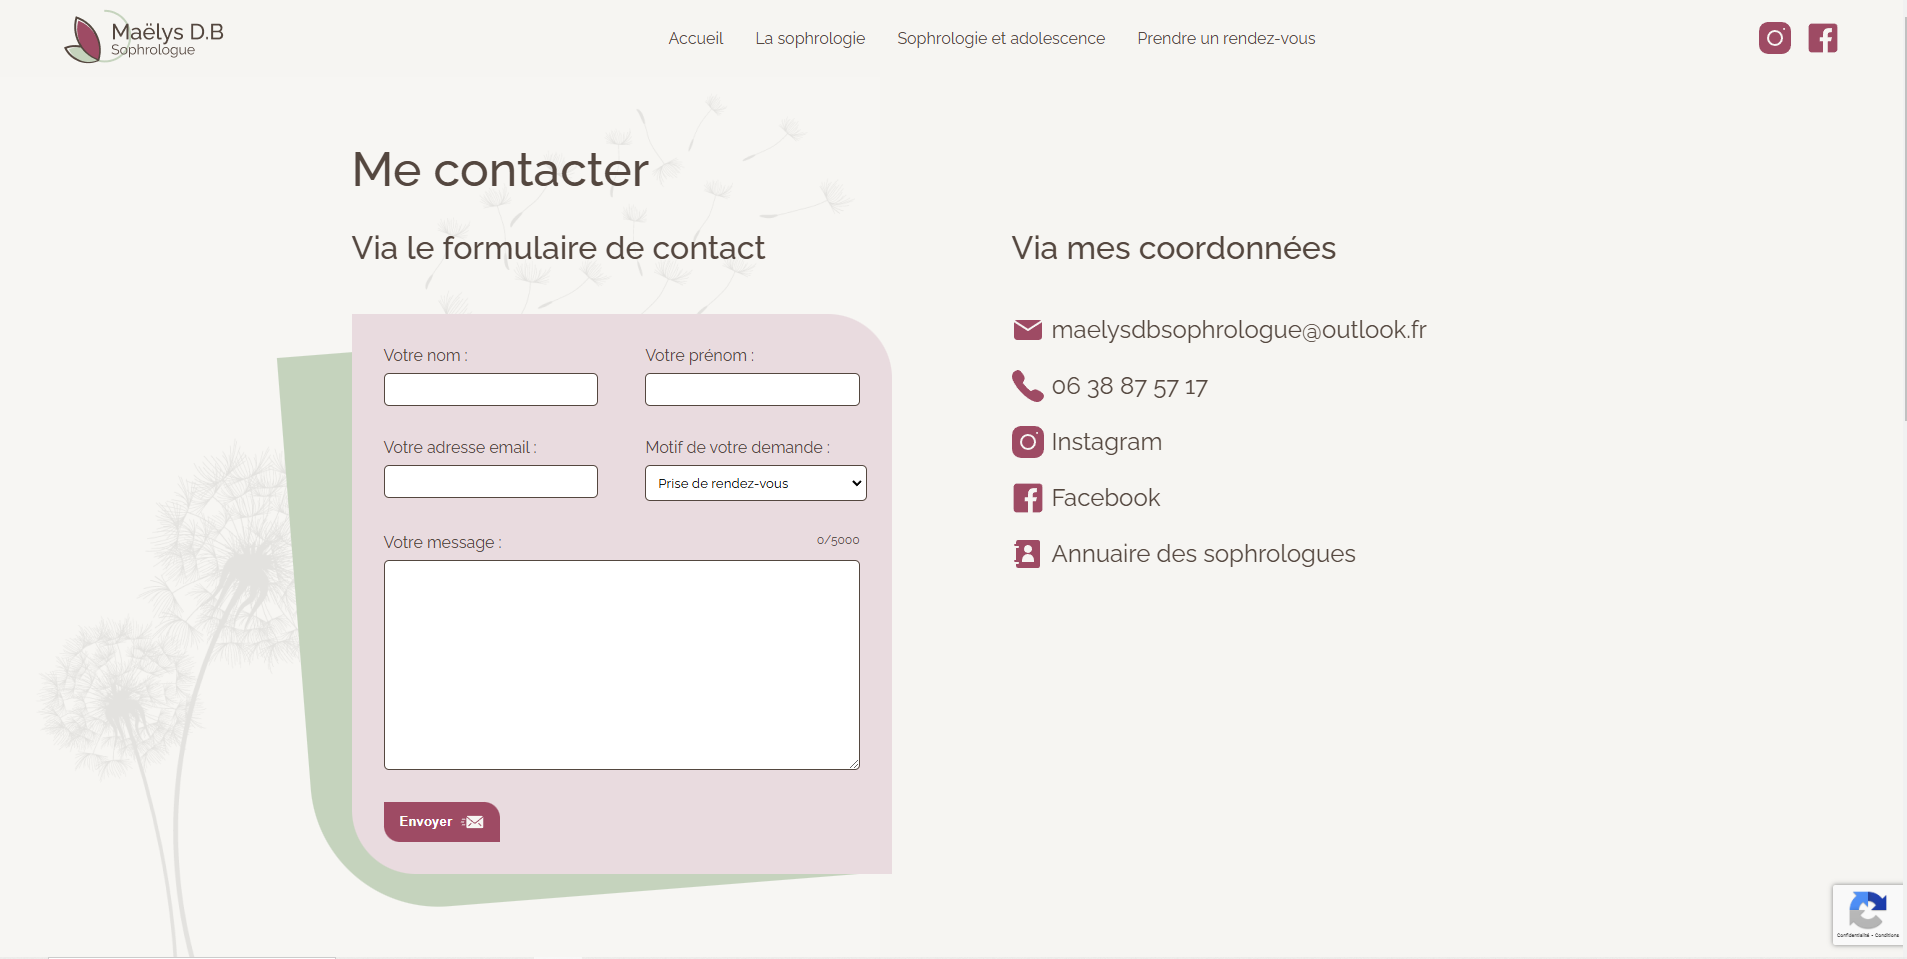 Maëlys D.B
Sophrologue
Accueil
La sophrologie
Sophrologie et adolescence
Prendre un rendez-vous
Me contacter
Via le formulaire de contact
Votre nom :
Votre prénom :
Votre adresse email :
Motif de votre demande :
Prise de rendez-vous
Votre message :
0/5000
Envoyer
Via mes coordonnées
maelysdbsophrologue@outlook.fr
06 38 87 57 17
Instagram
Facebook
Annuaire des sophrologues
Confidentialité - Conditions